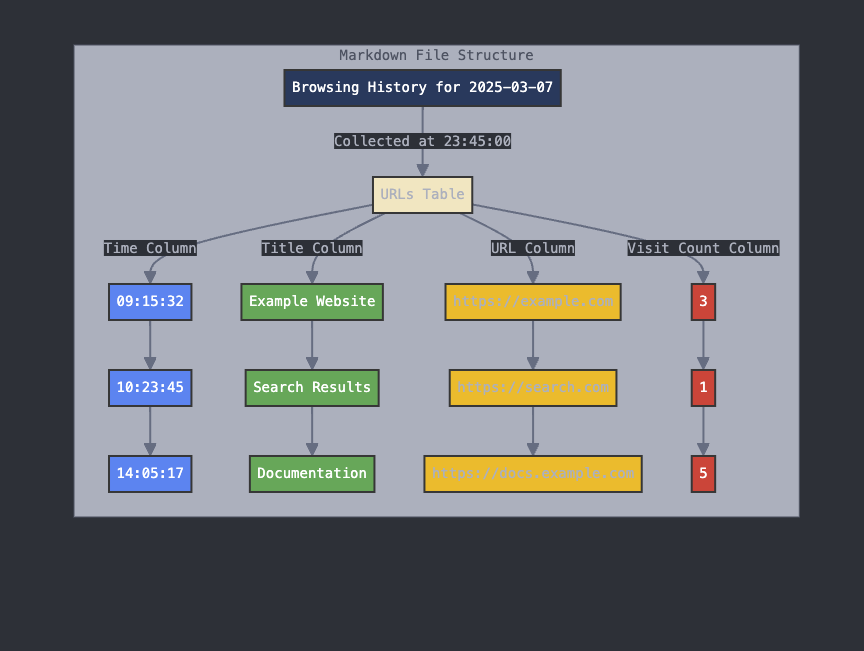 Markdown File Structure
Browsing History for 2025-03-07
Collected at 23:45:00
URLs Table
Time Column
Title Column
URL Column
Visit Count Column
09:15:32
Example Website
https://example.com
3
10:23:45
Search Results
https://search.com
1
14:05:17
Documentation
https://docs.example.com
5